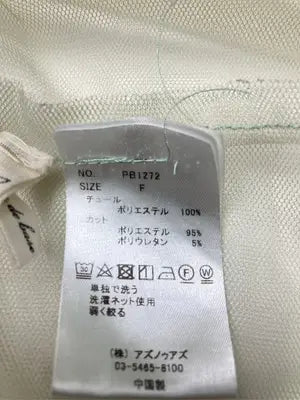 NO. PB1272
SIZE F
チュール
ポリエステル 100%
カット
ポリエステル 95%
ポリウレタン 5%
単独で洗う
洗濯ネット使用
弱く絞る
(株) アズノゥアズ
03-5465-8100
中国製
de luxe